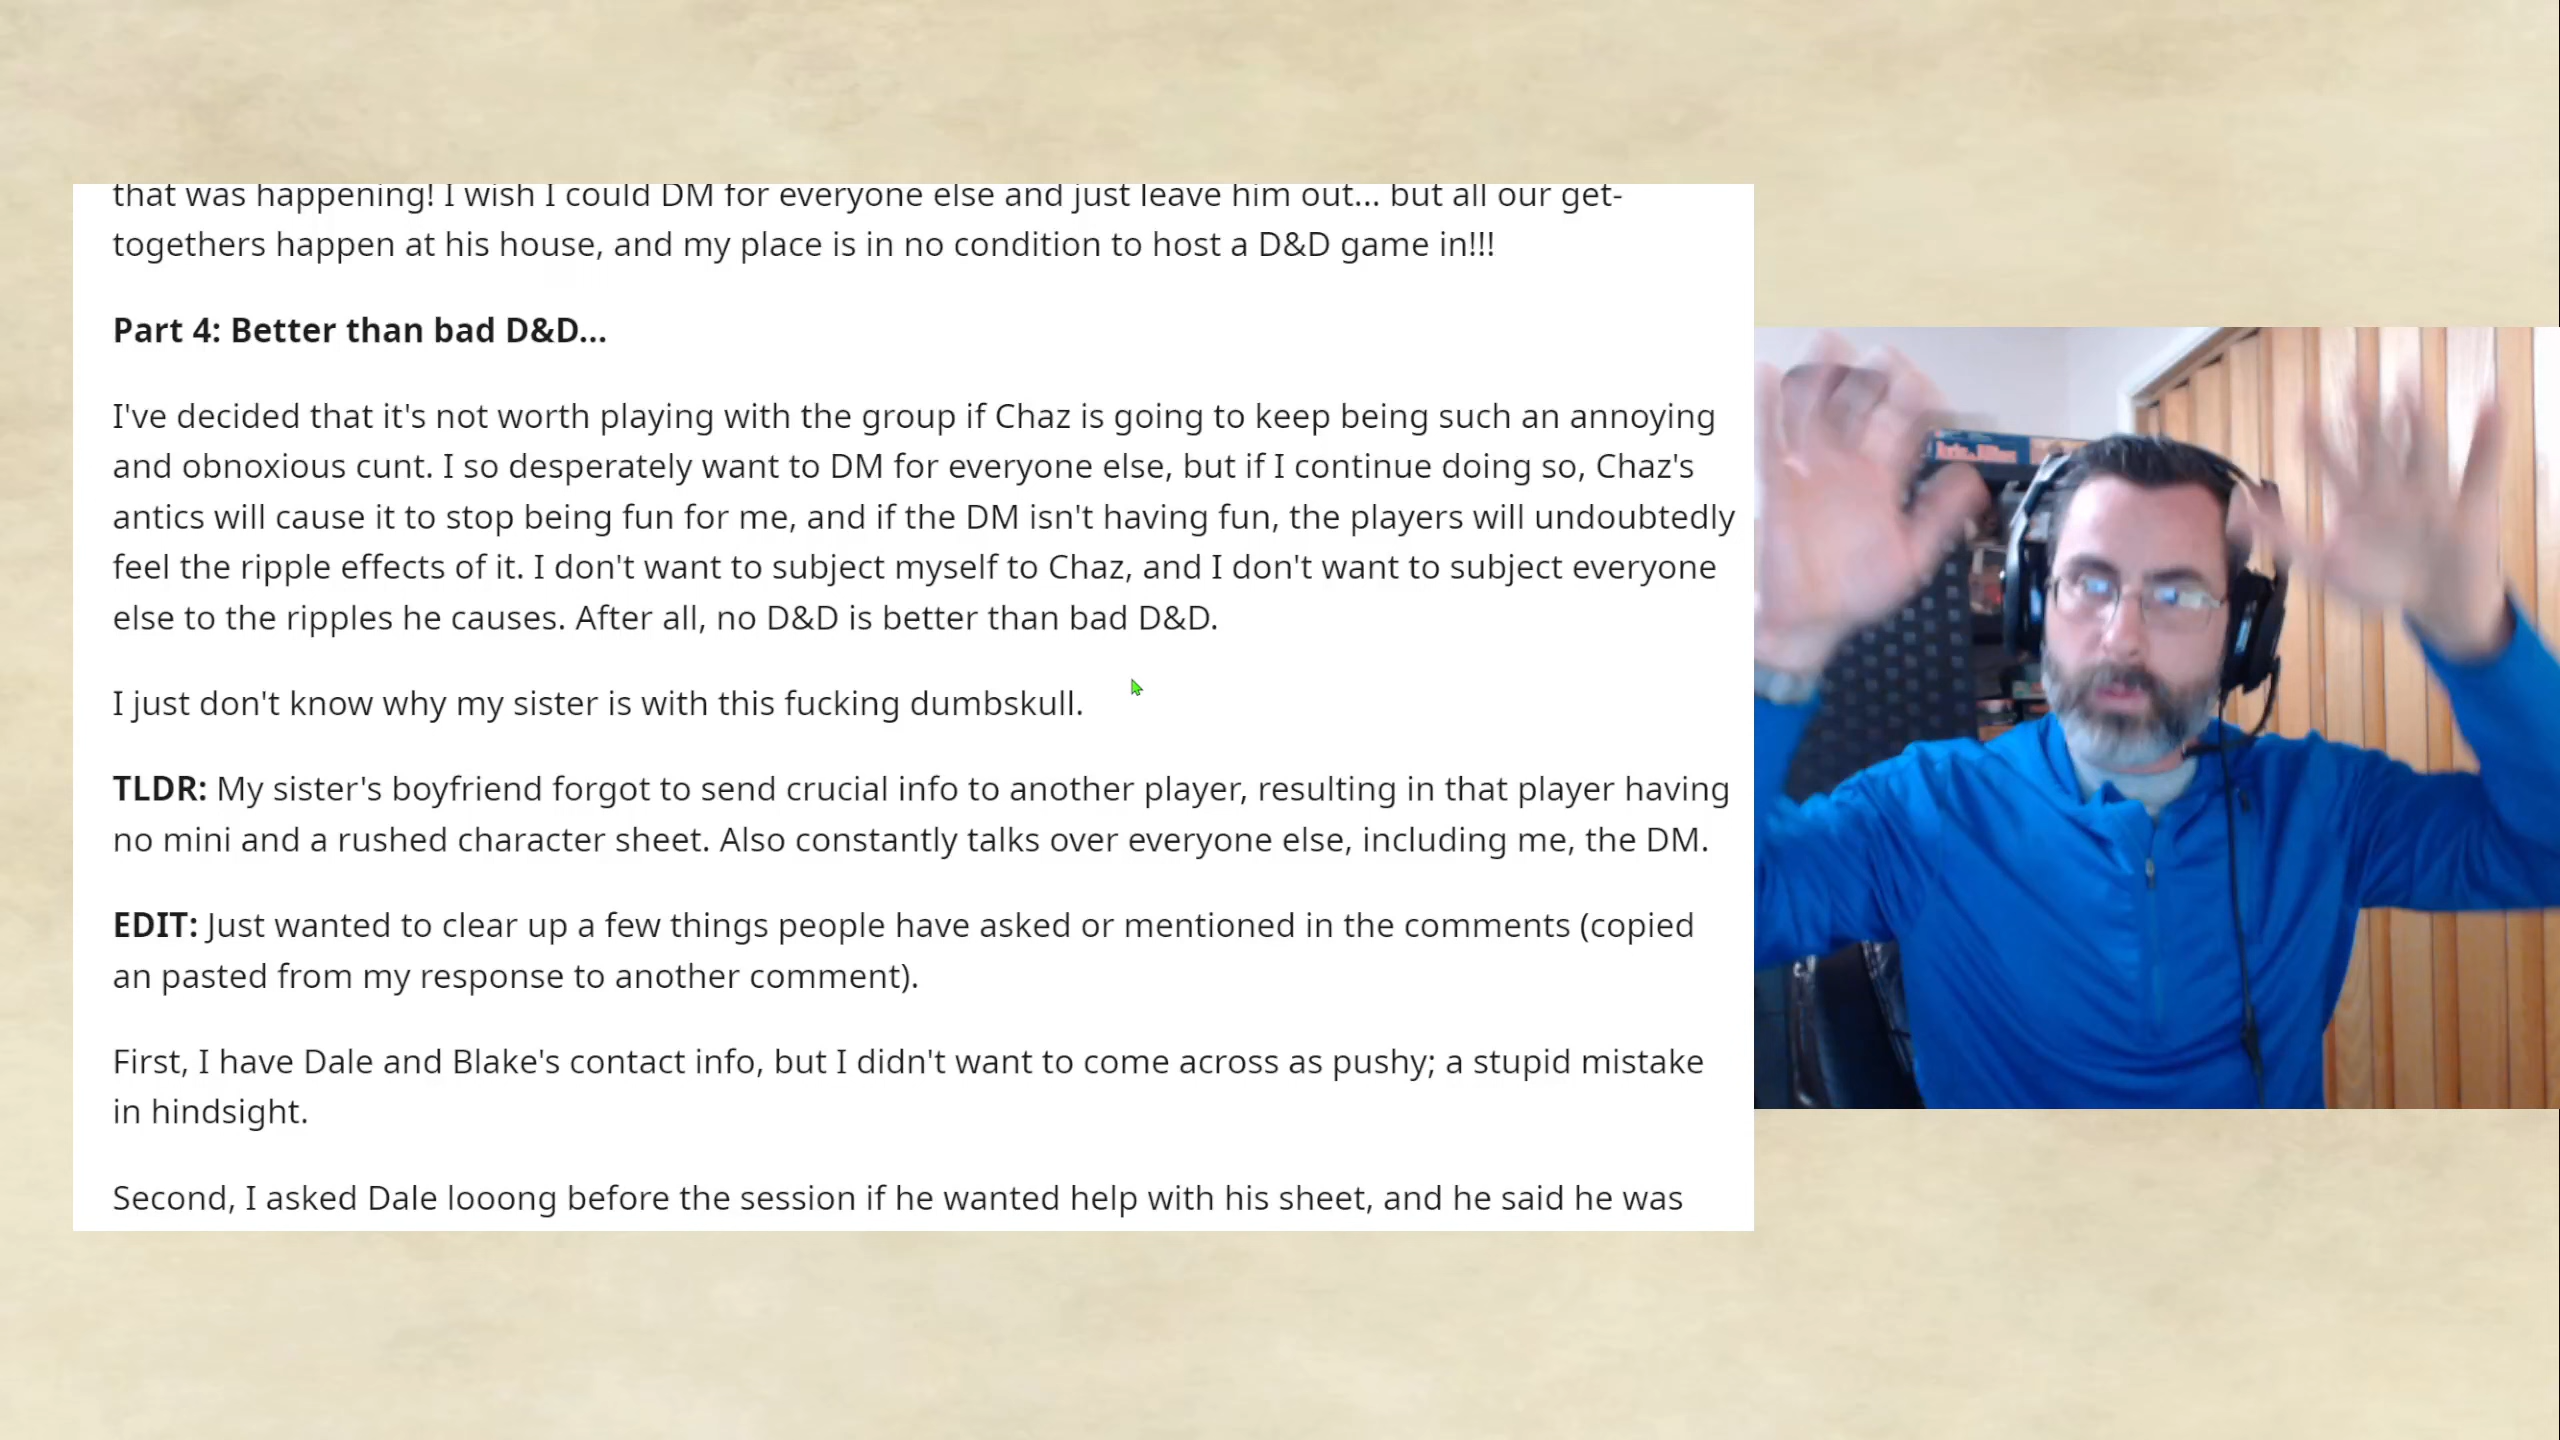 that was happening! I wish I could DM for everyone else and just leave him out... but all our get-
togethers happen at his house, and my place is in no condition to host a D&D game in!!!
Part 4: Better than bad D&D...
I've decided that it's not worth playing with the group if Chaz is going to keep being such an annoying
and obnoxious cunt. I so desperately want to DM for everyone else, but if I continue doing so, Chaz's
antics will cause it to stop being fun for me, and if the DM isn't having fun, the players will undoubtedly
feel the ripple effects of it. I don't want to subject myself to Chaz, and I don't want to subject everyone
else to the ripples he causes. After all, no D&D is better than bad D&D.
I just don't know why my sister is with this fucking dumbskull.
TLDR: My sister's boyfriend forgot to send crucial info to another player, resulting in that player having
no mini and a rushed character sheet. Also constantly talks over everyone else, including me, the DM.
EDIT: Just wanted to clear up a few things people have asked or mentioned in the comments (copied
an pasted from my response to another comment).
First, I have Dale and Blake's contact info, but I didn't want to come across as pushy; a stupid mistake
in hindsight.
Second, I asked Dale looong before the session if he wanted help with his sheet, and he said he was